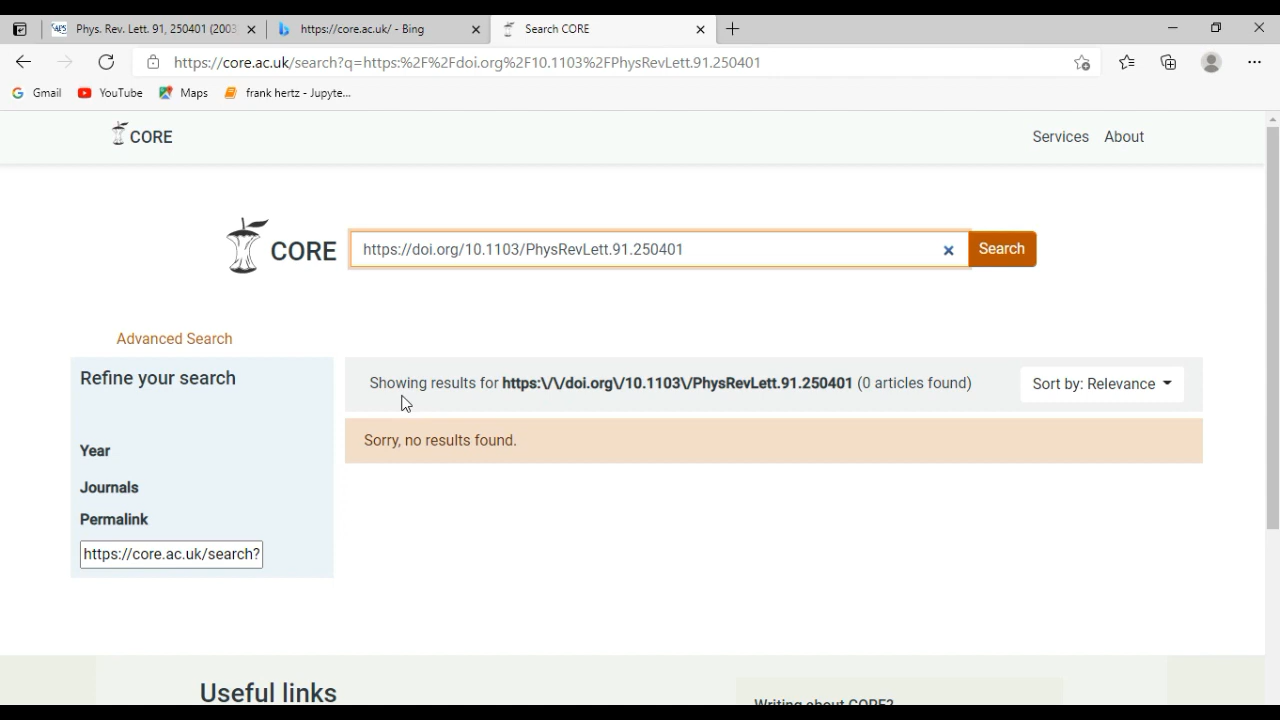 Phys. Rev. Lett. 91, 250401 (2003
https://core.ac.uk/ - Bing
Search CORE
https://core.ac.uk/search?q=https:%2F%2Fdoi.org%2F10.1103%2FPhysRevLett.91.250401
Gmail
YouTube
Maps
frank hertz - Jupyte...
CORE
Services
About
CORE
https://doi.org/10.1103/PhysRevLett.91.250401
Search
Advanced Search
Refine your search
Showing results for https:\/\/doi.org\/10.1103\/PhysRevLett.91.250401 (0 articles found)
Sort by: Relevance
Sorry, no results found.
Year
Journals
Permalink
https://core.ac.uk/search?
Useful links
Writing about CORE?